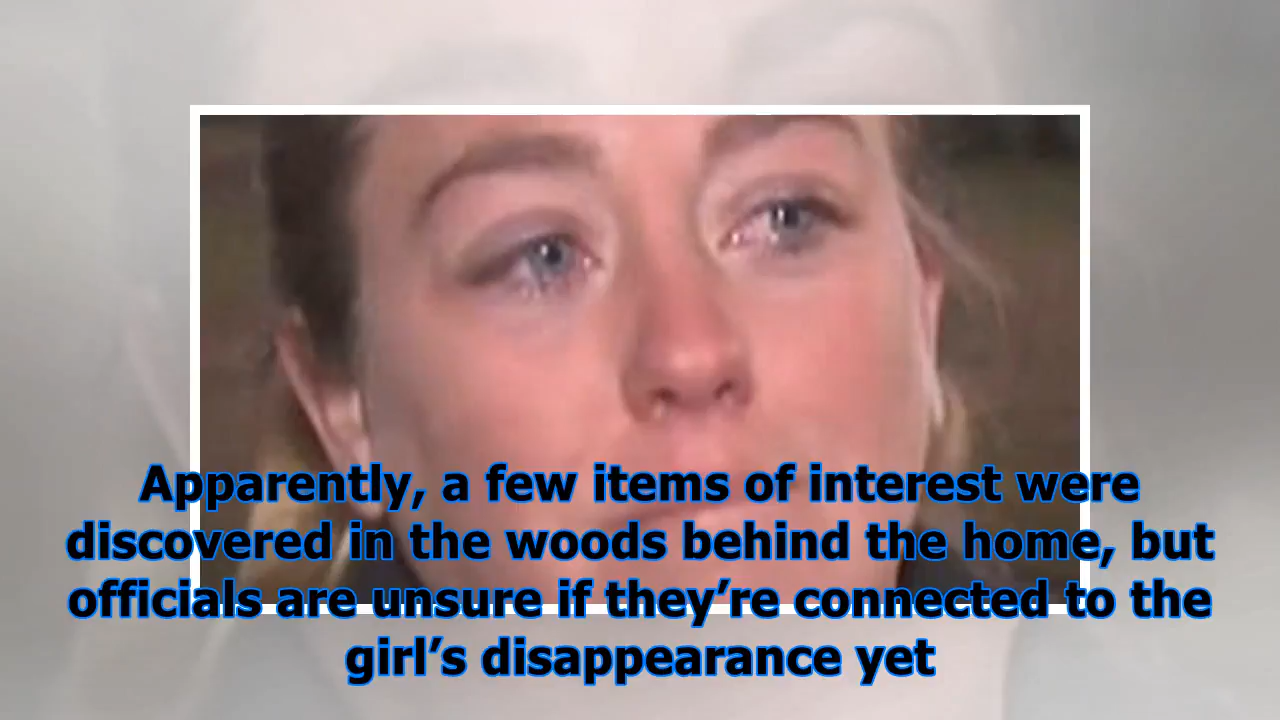 Apparently, a few items of interest were
discovered in the woods behind the home, but
officials are unsure if they’re connected to the
girl’s disappearance yet